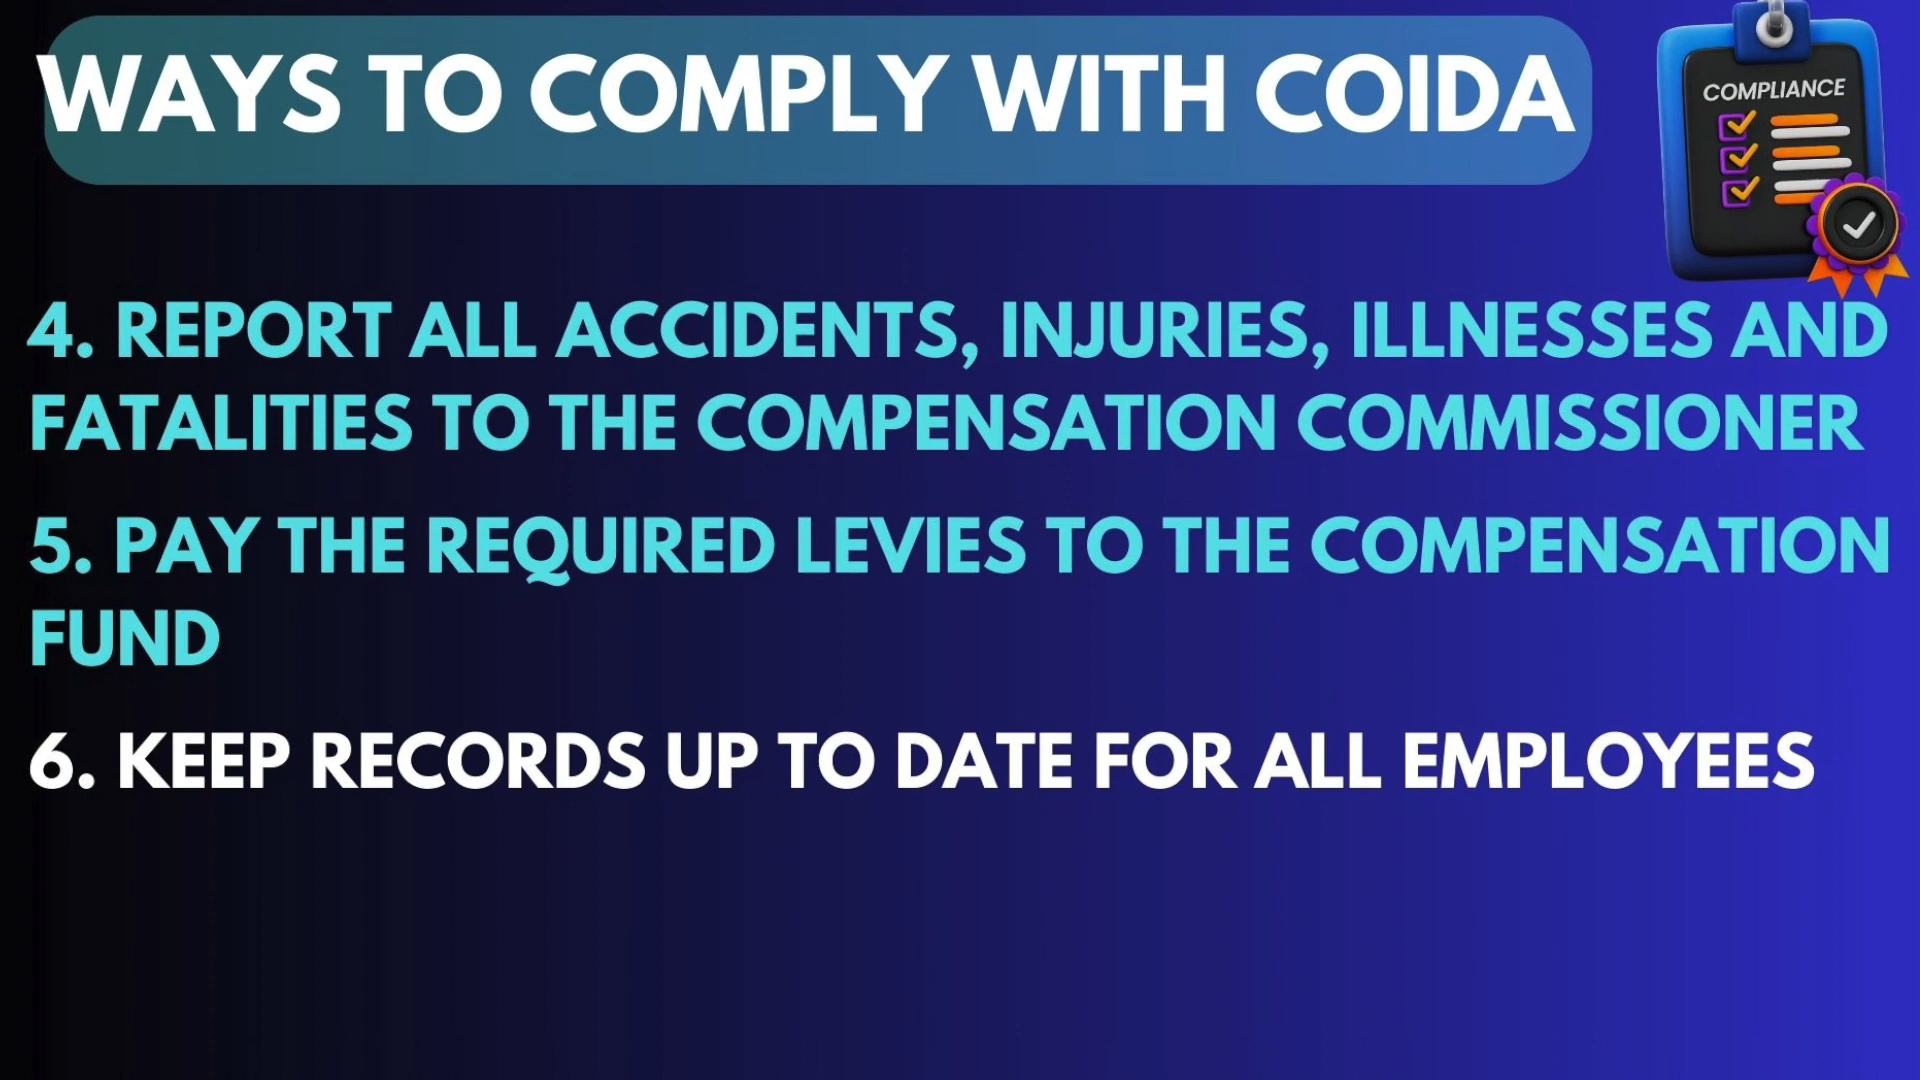 WAYS TO COMPLY WITH COIDA
COMPLIANCE
4. REPORT ALL ACCIDENTS, INJURIES, ILLNESSES AND
FATALITIES TO THE COMPENSATION COMMISSIONER
5. PAY THE REQUIRED LEVIES TO THE COMPENSATION
FUND
6. KEEP RECORDS UP TO DATE FOR ALL EMPLOYEES